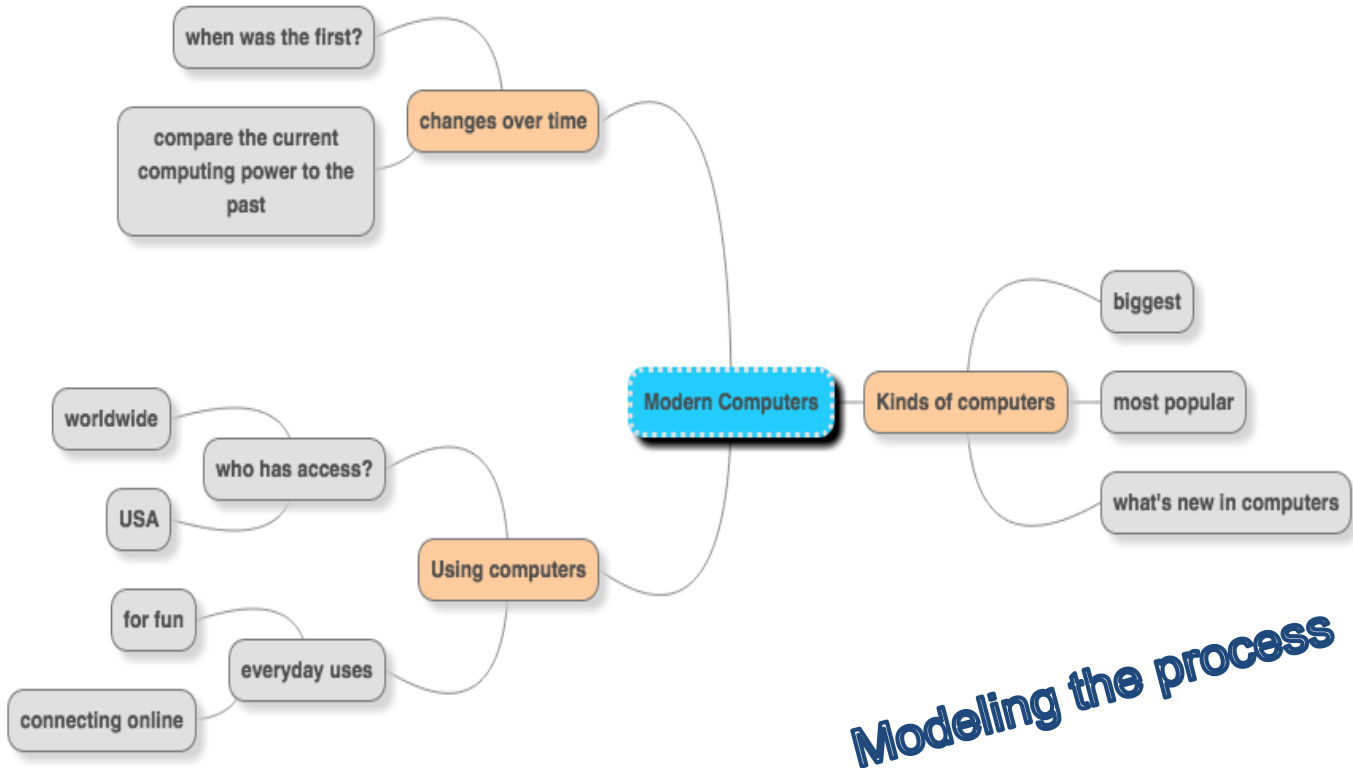 when was the first?
changes over time
compare the current
computing power to the
past
biggest
Modern Computers
Kinds of computers
most popular
what's new in computers
worldwide
who has access?
USA
Using computers
for fun
everyday uses
connecting online
Modeling the process